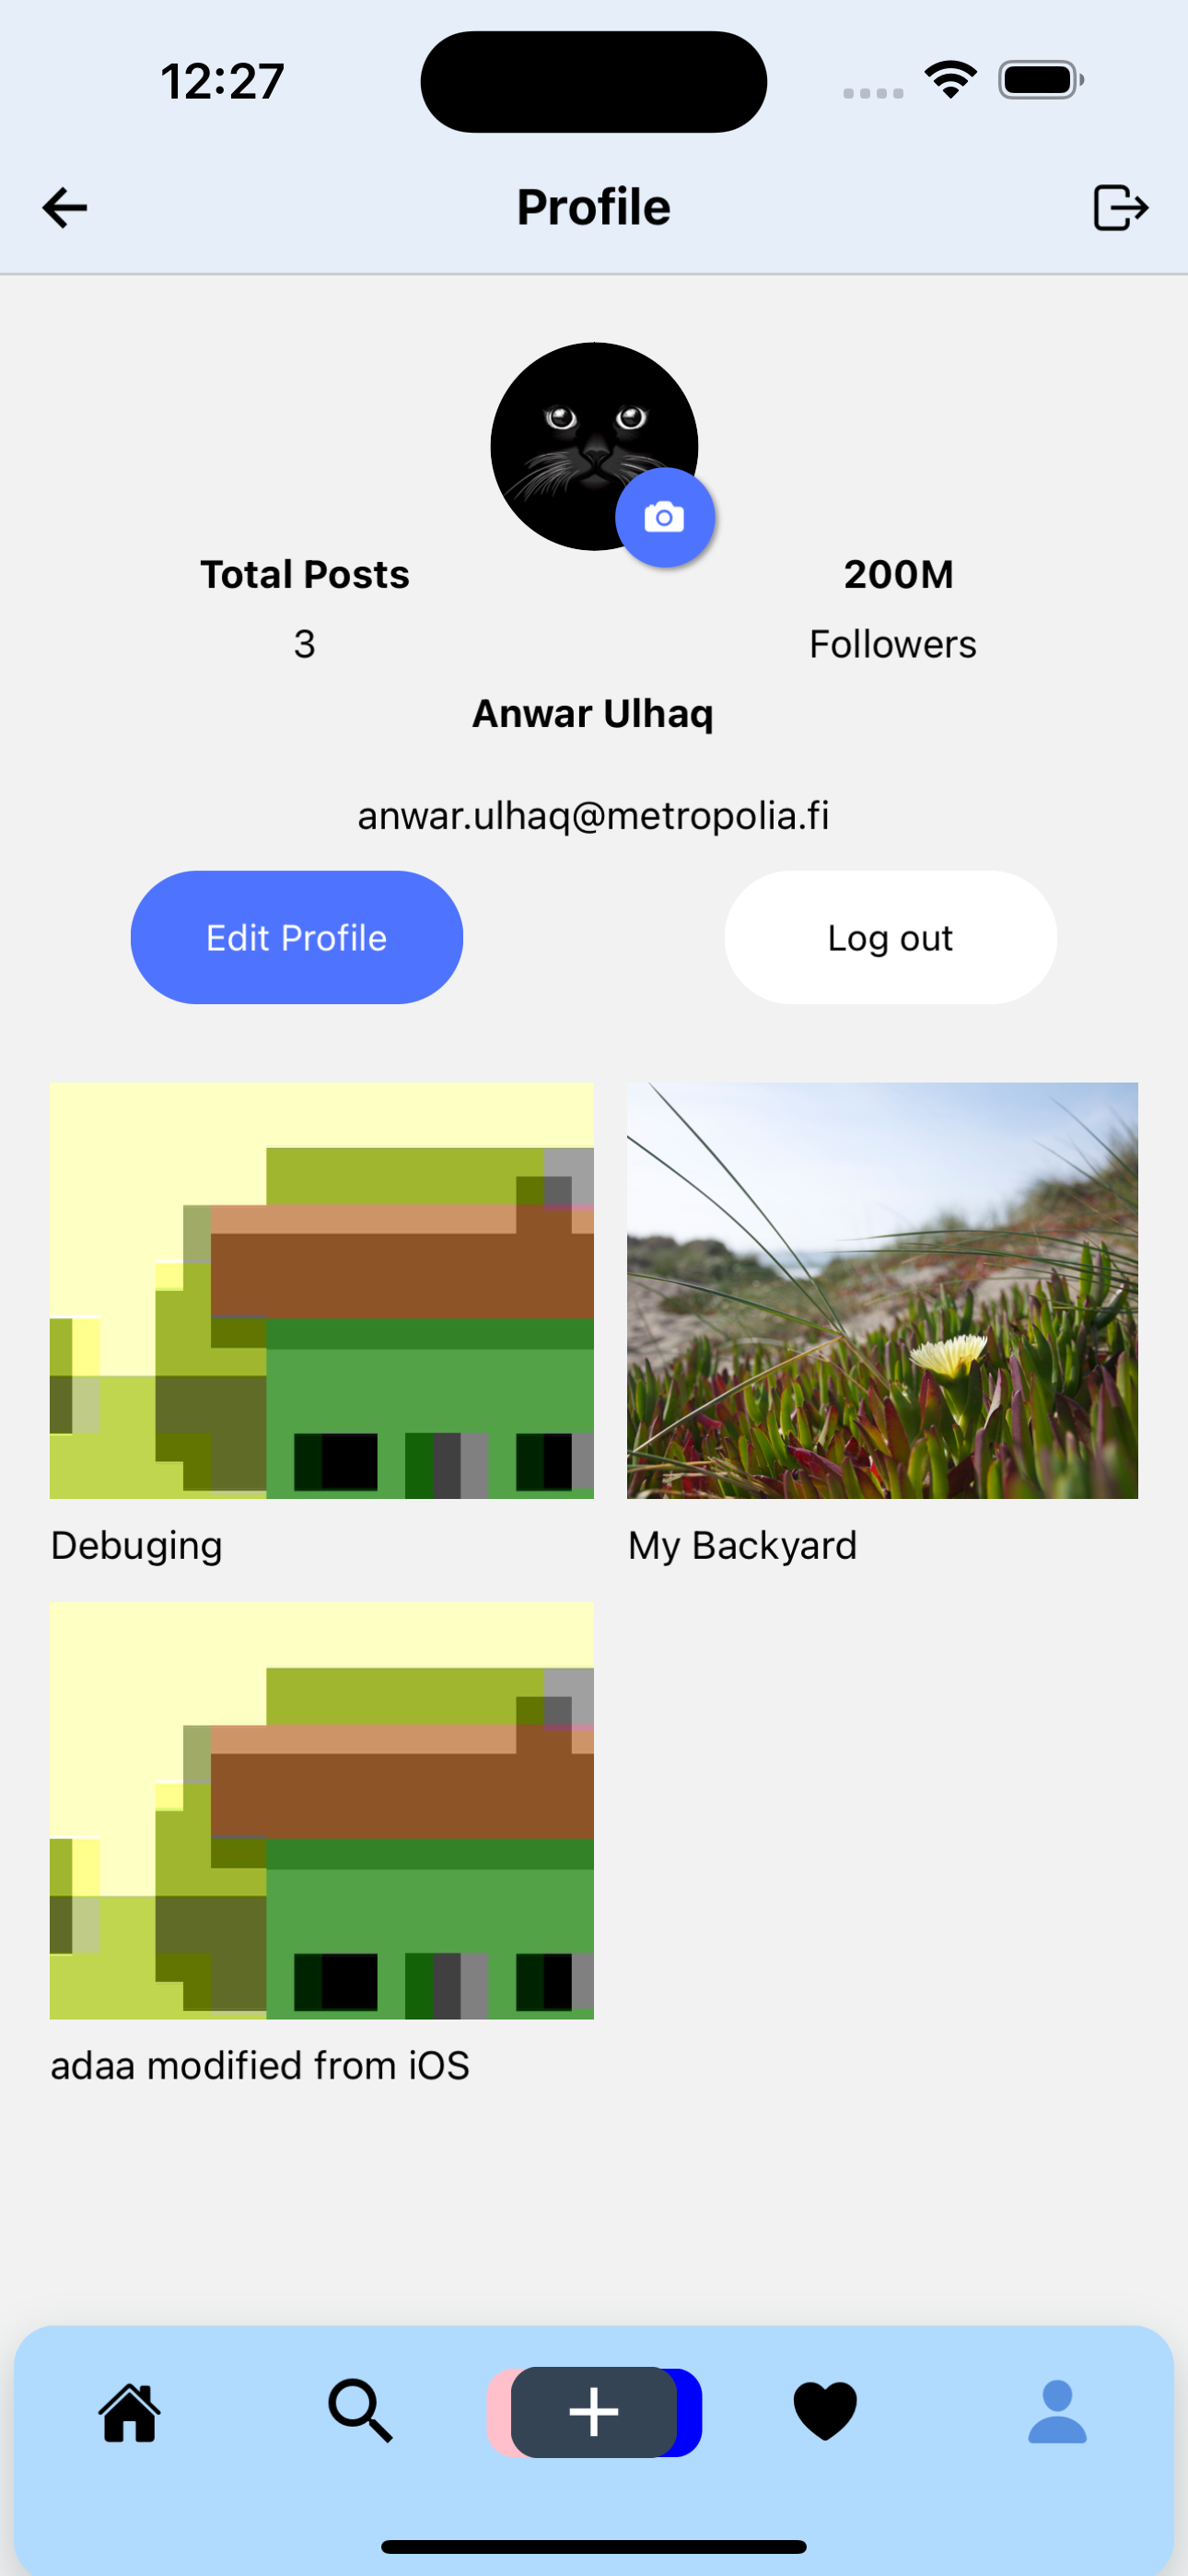 12:27
Profile
Total Posts
200M
3
Followers
Anwar Ulhaq
anwar.ulhaq@metropolia.fi
Edit Profile
Log out
Debuging
My Backyard
adaa modified from iOS